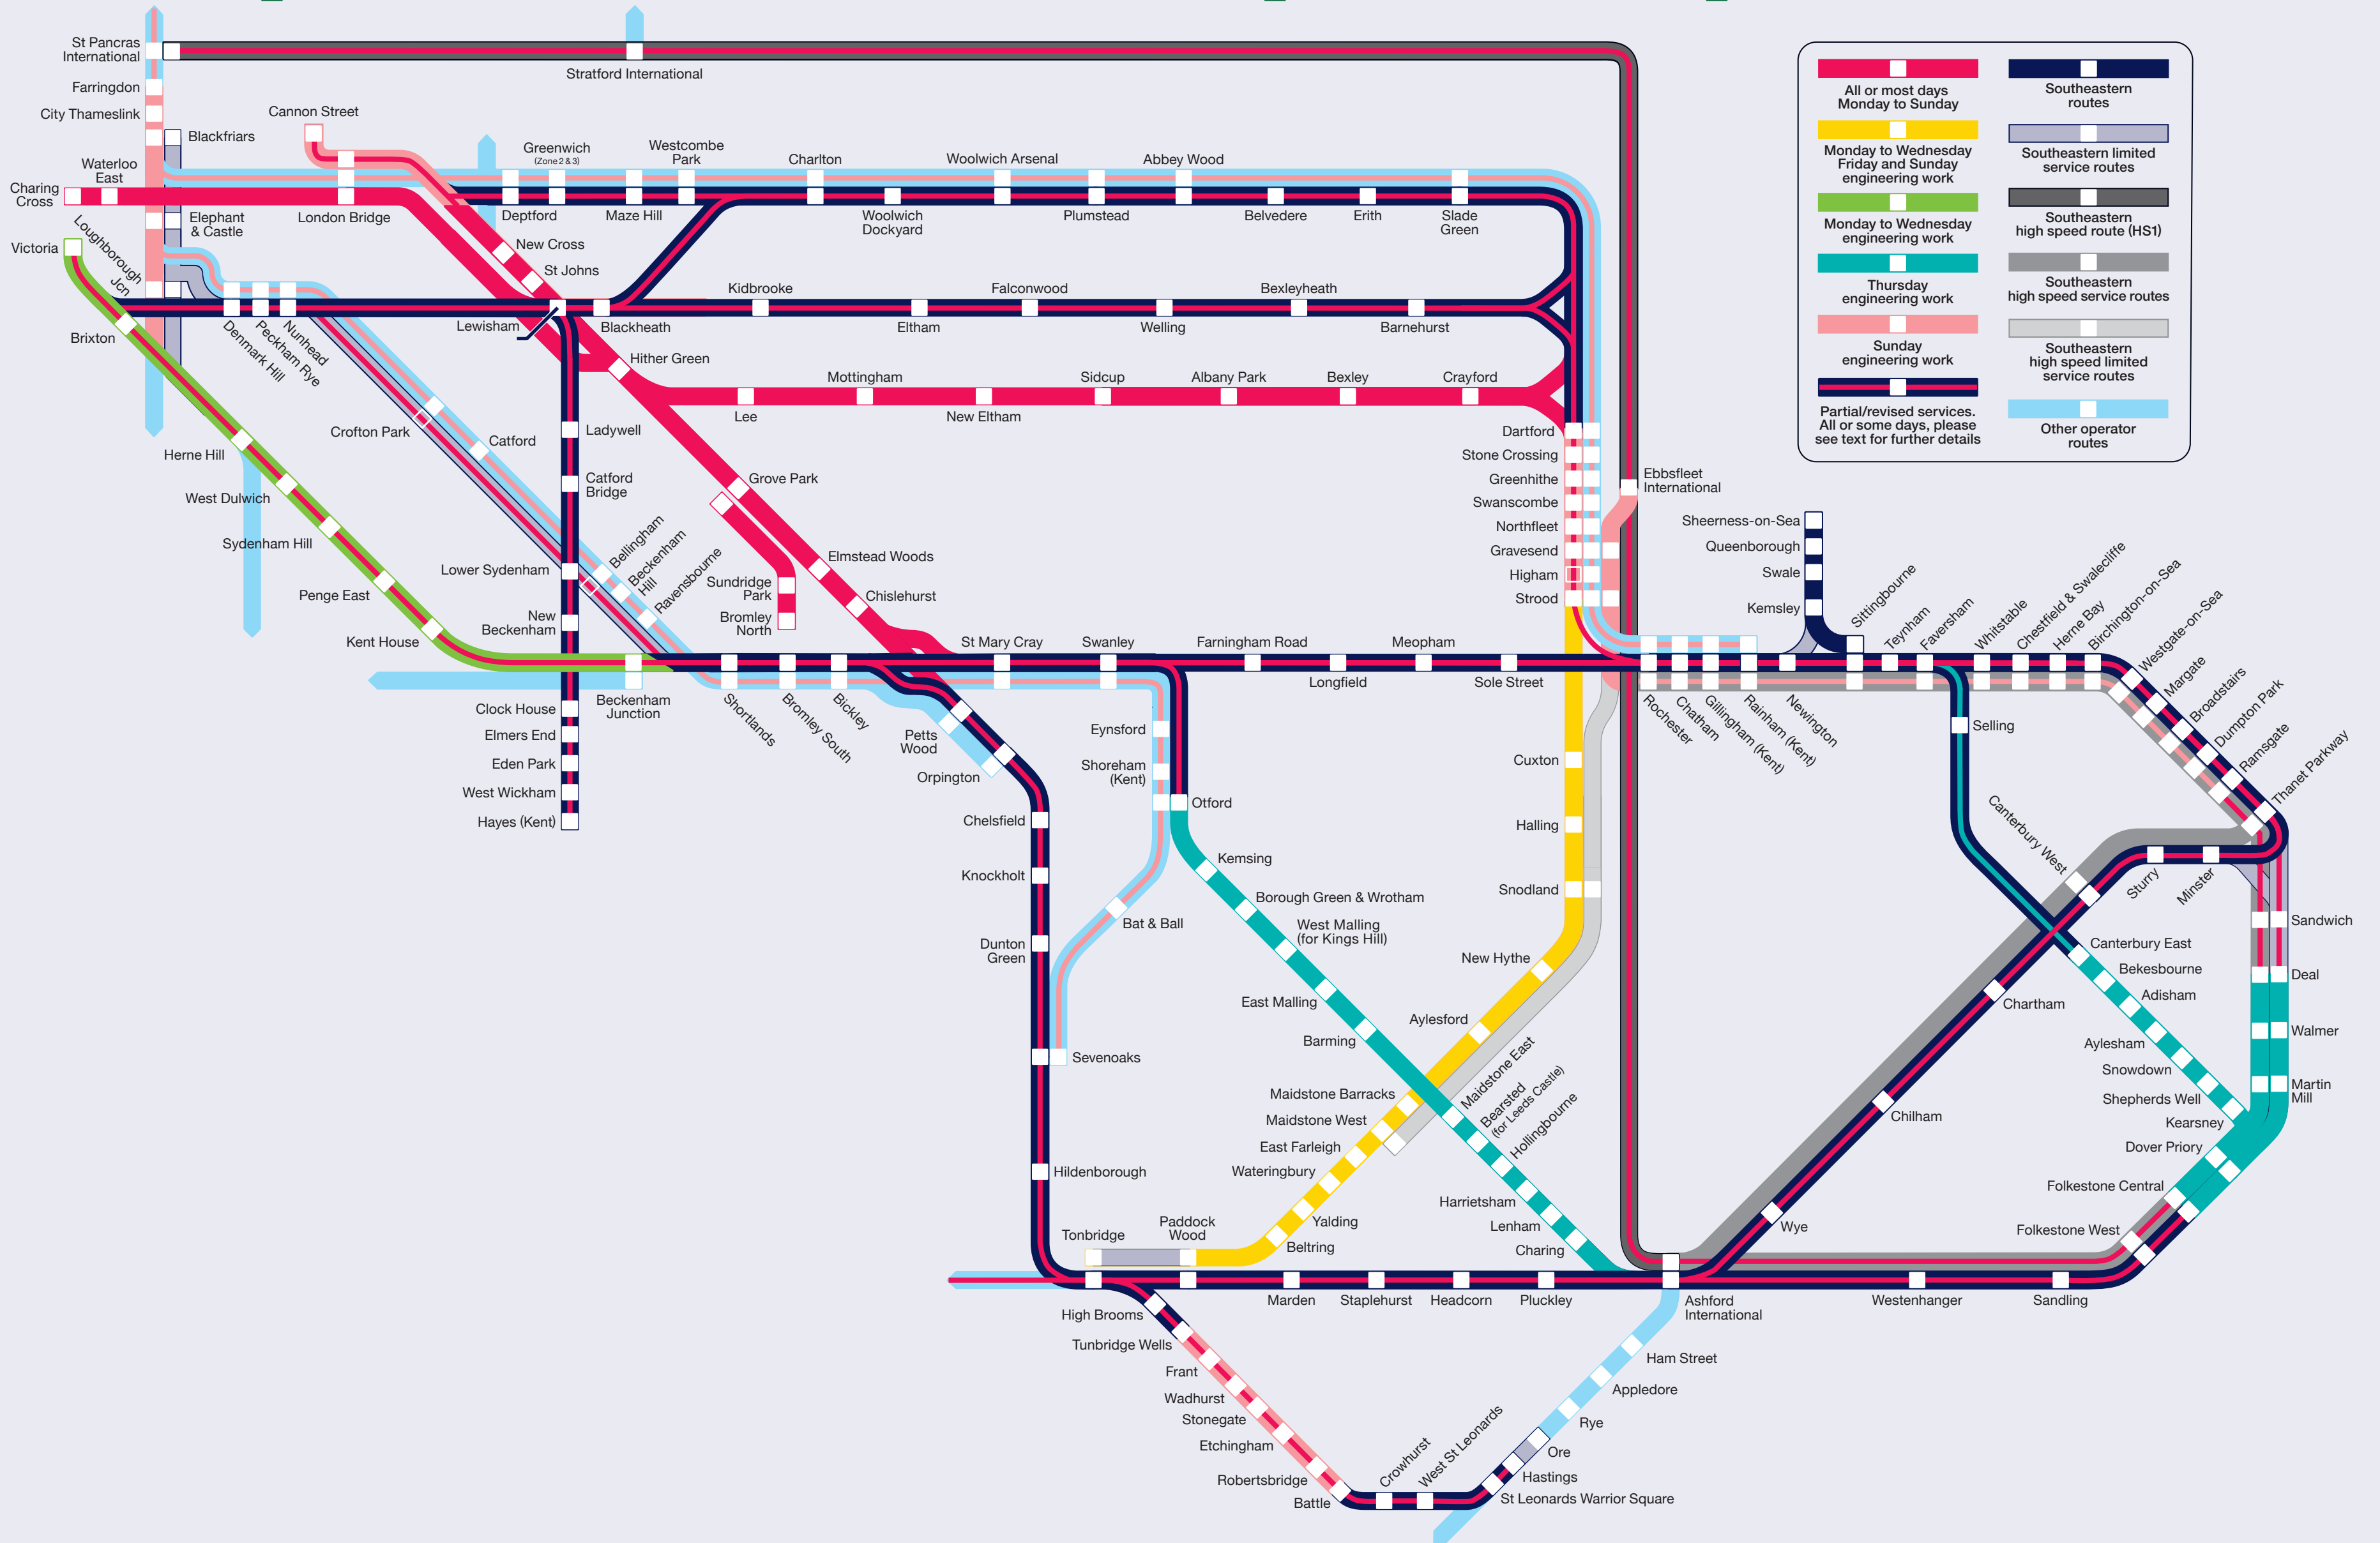 St Pancras
International
Farringdon
City Thameslink
Blackfriars
Waterloo
East
Charing
Cross
Elephant
& Castle
Loughborough
Jcn
Victoria
Brixton
Cannon Street
London Bridge
Stratford International
Greenwich
(Zone 2 & 3)
Westcombe
Park
Charlton
Woolwich Arsenal
Abbey Wood
Deptford
Maze Hill
Woolwich
Dockyard
Plumstead
Belvedere
Erith
Slade
Green
New Cross
St Johns
Lewisham
Blackheath
Kidbrooke
Eltham
Falconwood
Welling
Bexleyheath
Barnehurst
Denmark Hill
Peckham Rye
Nunhead
Hither Green
Lee
Mottingham
New Eltham
Sidcup
Albany Park
Bexley
Crayford
Crofton Park
Catford
Ladywell
Catford
Bridge
Herne Hill
West Dulwich
Sydenham Hill
Penge East
Kent House
Grove Park
Sundridge
Park
Bromley
North
Elmstead Woods
Chislehurst
Lower Sydenham
New
Beckenham
Bellingham
Beckenham
Hill
Ravensbourne
Clock House
Elmers End
Eden Park
West Wickham
Hayes (Kent)
Beckenham
Junction
Shortlands
Bromley South
Bickley
Petts
Wood
Orpington
St Mary Cray
Swanley
Farningham Road
Longfield
Meopham
Sole Street
Dartford
Stone Crossing
Greenhithe
Swanscombe
Northfleet
Gravesend
Higham
Strood
Ebbsfleet
International
Sheerness-on-Sea
Queenborough
Swale
Kemsley
Sittingbourne
Teynham
Faversham
Whitstable
Chestfield & Swalecliffe
Herne Bay
Birchington-on-Sea
Westgate-on-Sea
Margate
Broadstairs
Dumpton Park
Ramsgate
Thanet Parkway
Rochester
Chatham
Gillingham (Kent)
Rainham (Kent)
Newington
Selling
Eynsford
Shoreham
(Kent)
Otford
Chelsfield
Knockholt
Dunton
Green
Bat & Ball
Sevenoaks
Hildenborough
Kemsing
Borough Green & Wrotham
West Malling
(for Kings Hill)
East Malling
Barming
Maidstone East
Bearsted
(for Leeds Castle)
Hollingbourne
Harrietsham
Lenham
Charing
Cuxton
Halling
Snodland
New Hythe
Aylesford
Maidstone Barracks
Maidstone West
East Farleigh
Wateringbury
Yalding
Beltring
Canterbury West
Sturry
Minster
Sandwich
Deal
Walmer
Martin
Mill
Canterbury East
Bekesbourne
Adisham
Aylesham
Snowdown
Shepherds Well
Kearsney
Dover Priory
Folkestone Central
Folkestone West
Chartham
Chilham
Wye
Tonbridge
Paddock
Wood
Marden
Staplehurst
Headcorn
Pluckley
Ashford
International
Westenhanger
Sandling
High Brooms
Tunbridge Wells
Frant
Wadhurst
Stonegate
Etchingham
Robertsbridge
Battle
Crowhurst
West St Leonards
St Leonards Warrior Square
Hastings
Ore
Rye
Appledore
Ham Street
All or most days
Monday to Sunday
Monday to Wednesday
Friday and Sunday
engineering work
Monday to Wednesday
engineering work
Thursday
engineering work
Sunday
engineering work
Partial/revised services.
All or some days, please
see text for further details
Southeastern
routes
Southeastern limited
service routes
Southeastern
high speed route (HS1)
Southeastern
high speed service routes
Southeastern
high speed limited
service routes
Other operator
routes